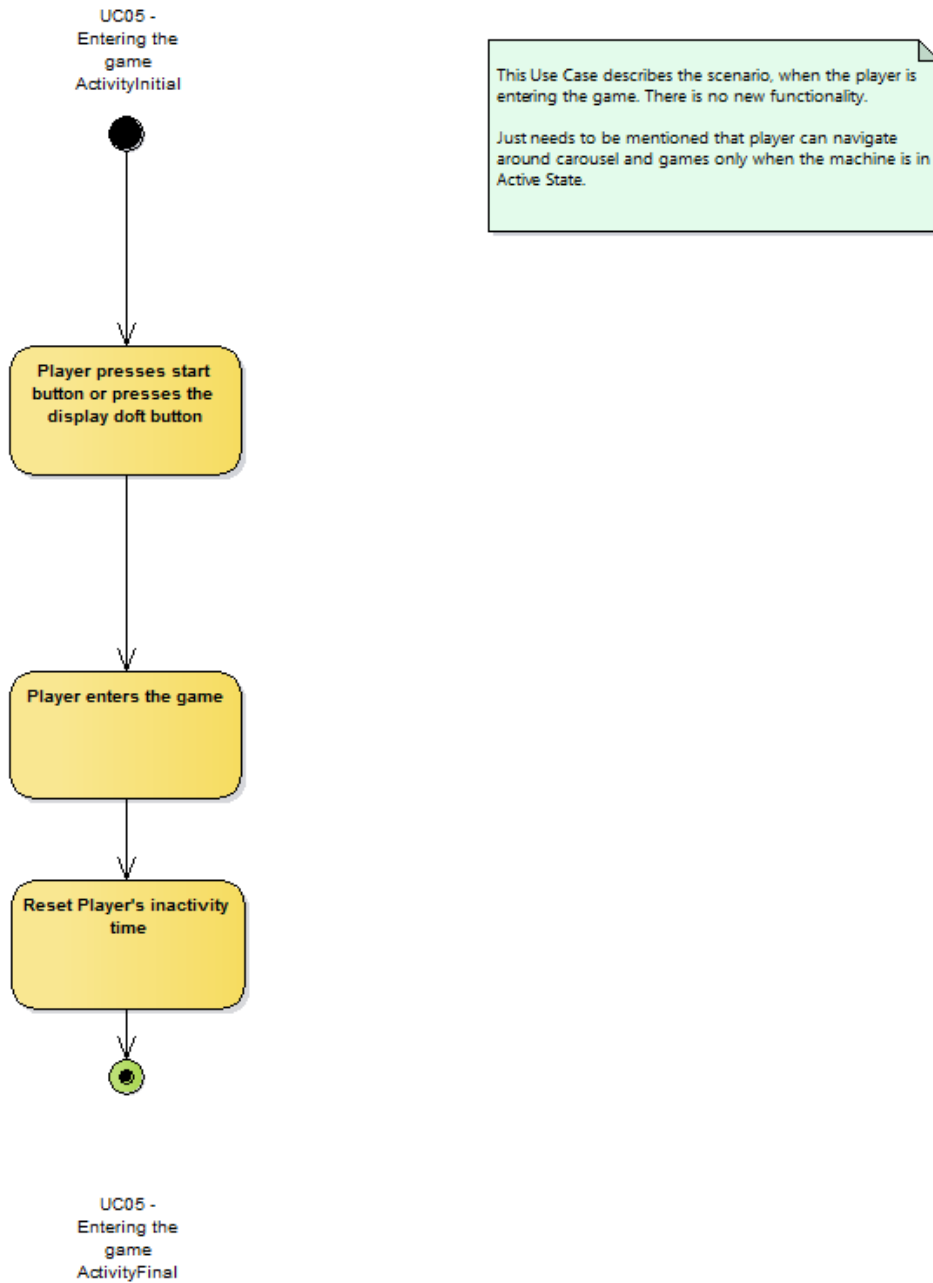 UC05 -
Entering the
game
ActivityInitial
This Use Case describes the scenario, when the player is
entering the game. There is no new functionality.
Just needs to be mentioned that player can navigate
around carousel and games only when the machine is in
Active State.
Player presses start
button or presses the
display doft button
Player enters the game
Reset Player's inactivity
time
UC05 -
Entering the
game
ActivityFinal